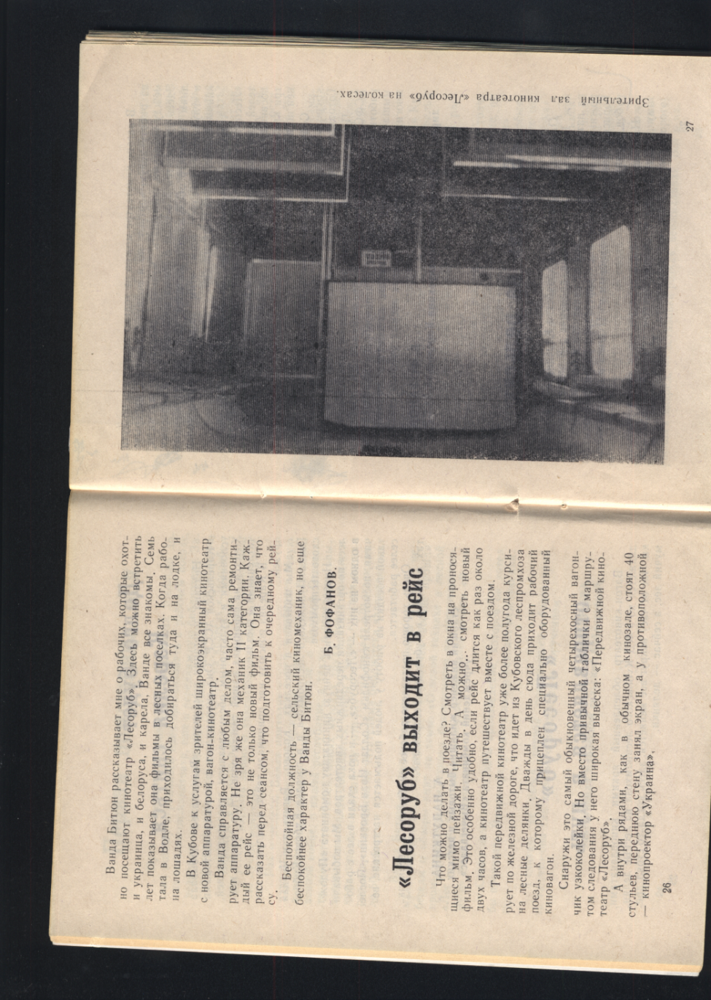 Ванда Битюн рассказывает мне о рабочих, которые охот-
но посещают кинотеатр «Лесоруб». Здесь можно встретить
и украинца, и белоруса, и карела. Ванде все знакомы. Семь
лет показывает она фильмы в лесных поселках. Когда рабо-
тала в Водле, приходилось добираться туда и на лодке, и
на лошадях.
В Кубове к услугам зрителей широкоэкранный кинотеатр
с новой аппаратурой, вагон-кинотеатр.
Ванда справляется с любым делом, часто сама ремонти-
рует аппаратуру. Не зря же она механик II категории. Каж-
дый ее рейс — это не только новый фильм. Она знает, что
рассказать перед сеансом, что подготовить к очередному рей-
су.
Беспокойная должность — сельский киномеханик, но еще
беспокойнее характер у Ванды Битюн.
Б. ФОФАНОВ.
«Лесоруб» выходит в рейс
Что можно делать в поезде? Смотреть в окна на пронося-
щиеся мимо пейзажи. Читать. А можно... смотреть новый
фильм. Это особенно удобно, если рейс длится как раз около
двух часов, а кинотеатр путешествует вместе с поездом.
Такой передвижной кинотеатр уже более полугода курси-
рует по железной дороге, что идет из Кубовского леспромхоза
на лесные делянки. Дважды в день сюда приходит рабочий
поезд, к которому прицеплен специально оборудованный
киновагон.
Снаружи это самый обыкновенный четырехосный вагон-
чик узкоколейки. Но вместо привычной таблички с маршру-
том следования у него широкая вывеска: «Передвижной кино-
театр «Лесоруб».
А внутри рядами, как в обычном кинозале, стоят 40
стульев, переднюю стену занял экран, а у противоположной
— кинопроектор «Украина».
26
Зрительный зал кинотеатра «Лесоруб» на колесах.
27